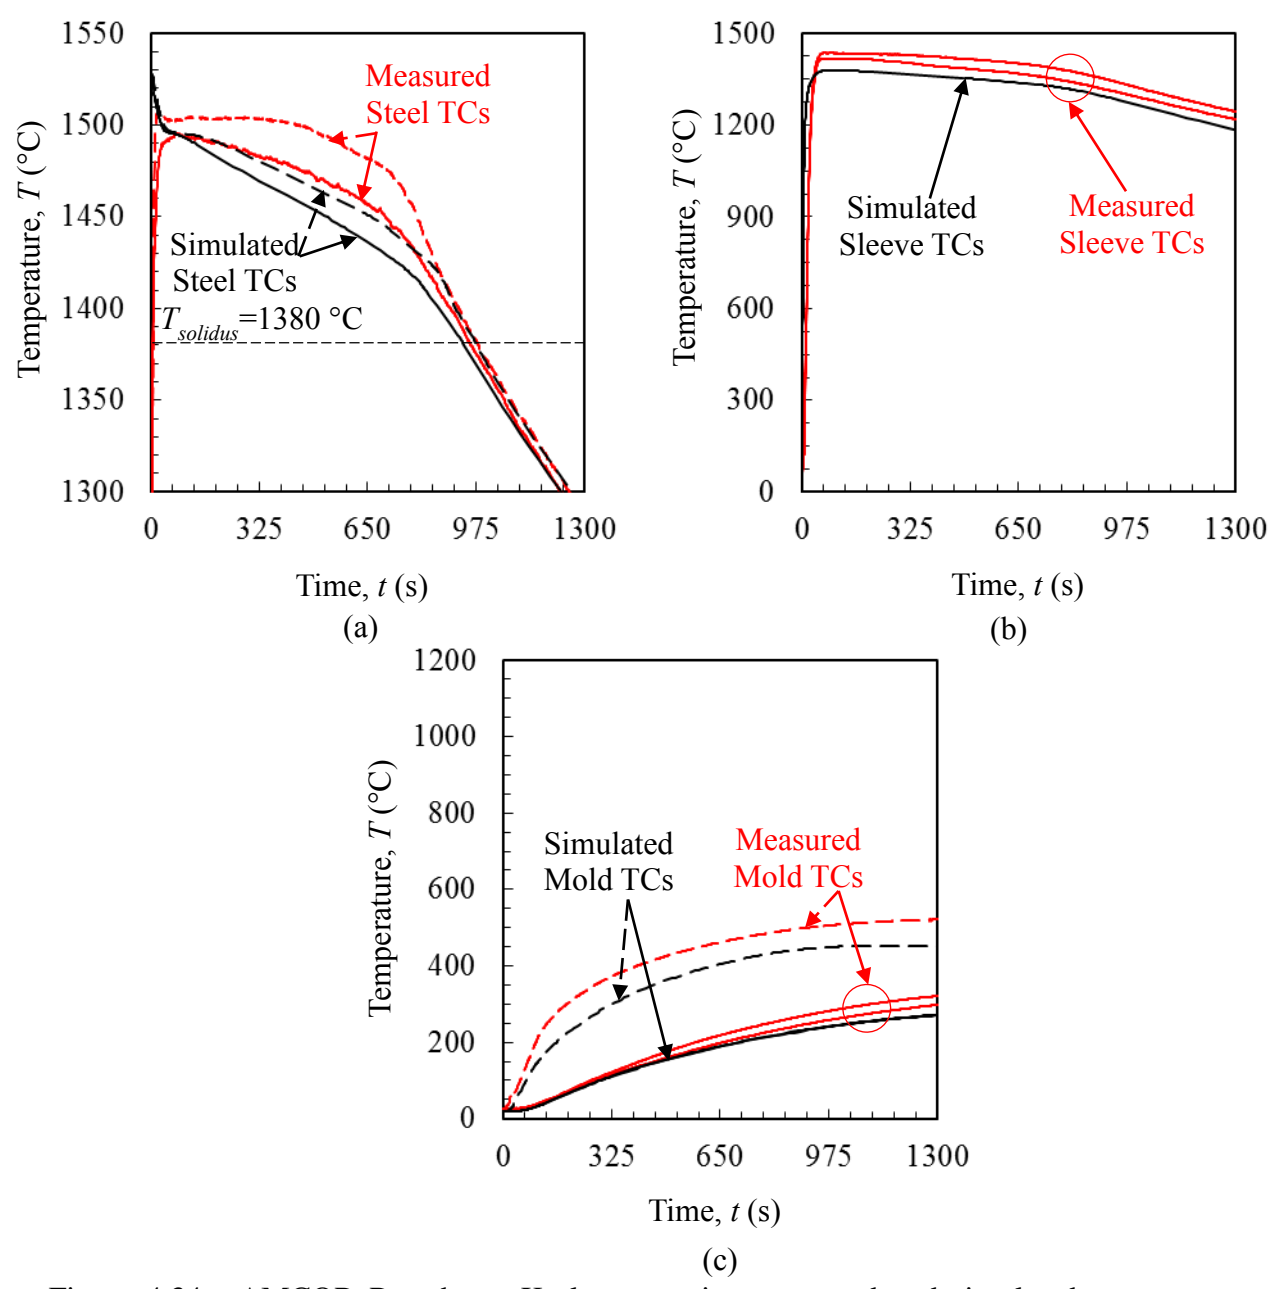 1550
1500
1450
1400
1350
1300
Temperature, T (°C)
Measured
Steel TCs
Simulated
Steel TCs
Tsolidus=1380 °C
0 325 650 975 1300
Time, t (s)
(a)
1500
1200
900
600
300
0
Temperature, T (°C)
Simulated
Sleeve TCs
Measured
Sleeve TCs
0 325 650 975 1300
Time, t (s)
(b)
1200
1000
800
600
400
200
0
Temperature, T (°C)
Simulated
Mold TCs
Measured
Mold TCs
0 325 650 975 1300
Time, t (s)
(c)